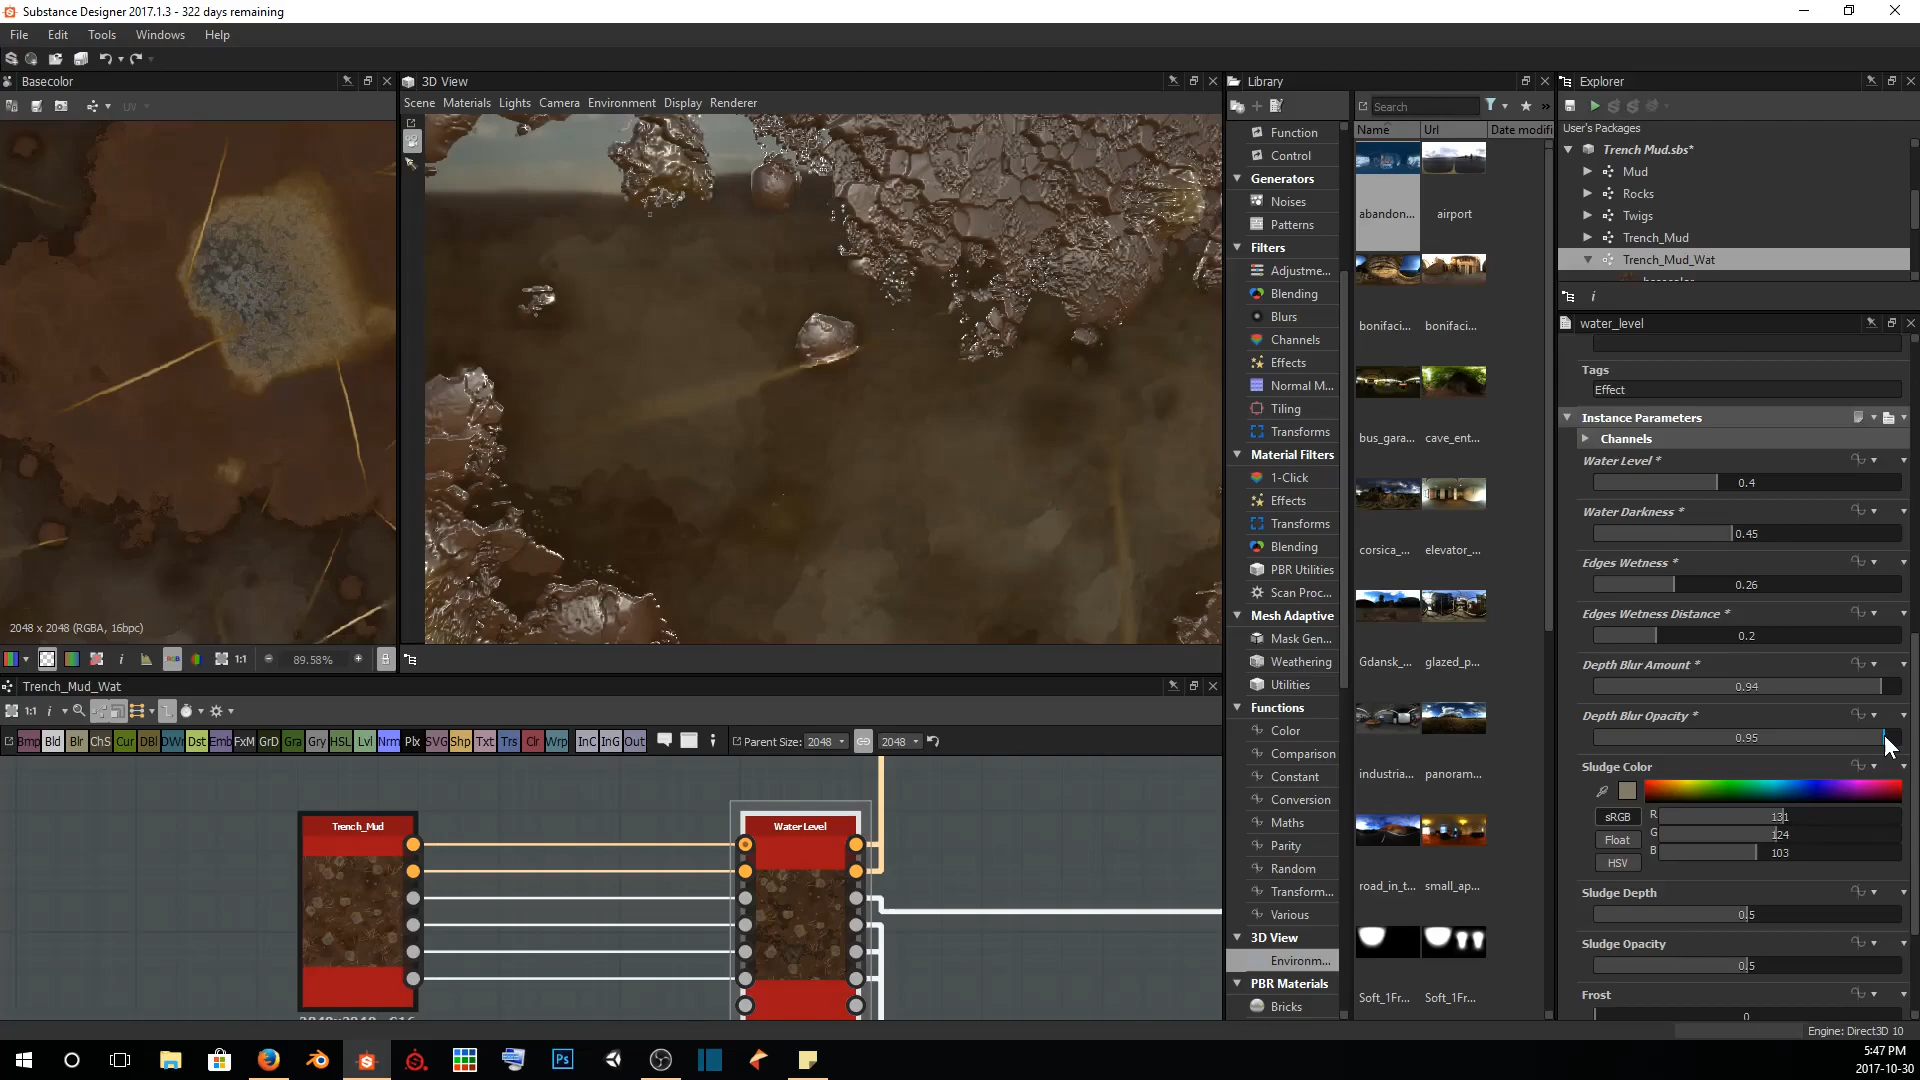 Substance Designer 2017.1.3 - 322 days remaining
File Edit Tools Windows Help
Basecolor
3D View
Library
Explorer
UV
Scene Materials Lights Camera Environment Display Renderer
Search
Name Url Date modifi
User's Packages
Trench Mud.sbs*
Mud
Rocks
Twigs
Trench_Mud
Trench_Mud_Wat
Function
Control
Generators
Noises
Patterns
Filters
Adjustme...
Blending
Blurs
Channels
Effects
Normal M...
Tiling
Transforms
Material Filters
1-Click
Effects
Transforms
Blending
PBR Utilities
Scan Proc...
Mesh Adaptive
Mask Gen...
Weathering
Utilities
Functions
Color
Comparison
Constant
Conversion
Maths
Parity
Random
Transform...
Various
3D View
Environm...
PBR Materials
Bricks
abandon... airport
bonifaci... bonifaci...
bus_gara... cave_ent...
corsica_... elevator_...
Gdansk_... glazed_p...
industria... panoram...
road_in_t... small_ap...
Soft_1Fr... Soft_1Fr...
water_level
Tags
Effect
Instance Parameters
Channels
Water Level *
0.4
Water Darkness *
0.45
Edges Wetness *
0.26
Edges Wetness Distance *
0.2
Depth Blur Amount *
0.94
Depth Blur Opacity *
0.95
Sludge Color
sRGB R 131
G 124
Float
B 103
HSV
Sludge Depth
0.5
Sludge Opacity
0.5
Frost
0
2048 x 2048 (RGBA, 16bpc)
1:1 89.58%
Trench_Mud_Wat
1:1
Bmp Bld Blr ChS Cur DBl DWr Dst Emb FxM GrD Gra Gry HSL Lvl Nrm Plx SVG Shp Txt Trs Clr Wrp InC InG Out Parent Size: 2048 2048
Trench_Mud
Water Level
Engine: Direct3D 10
5:47 PM
2017-10-30